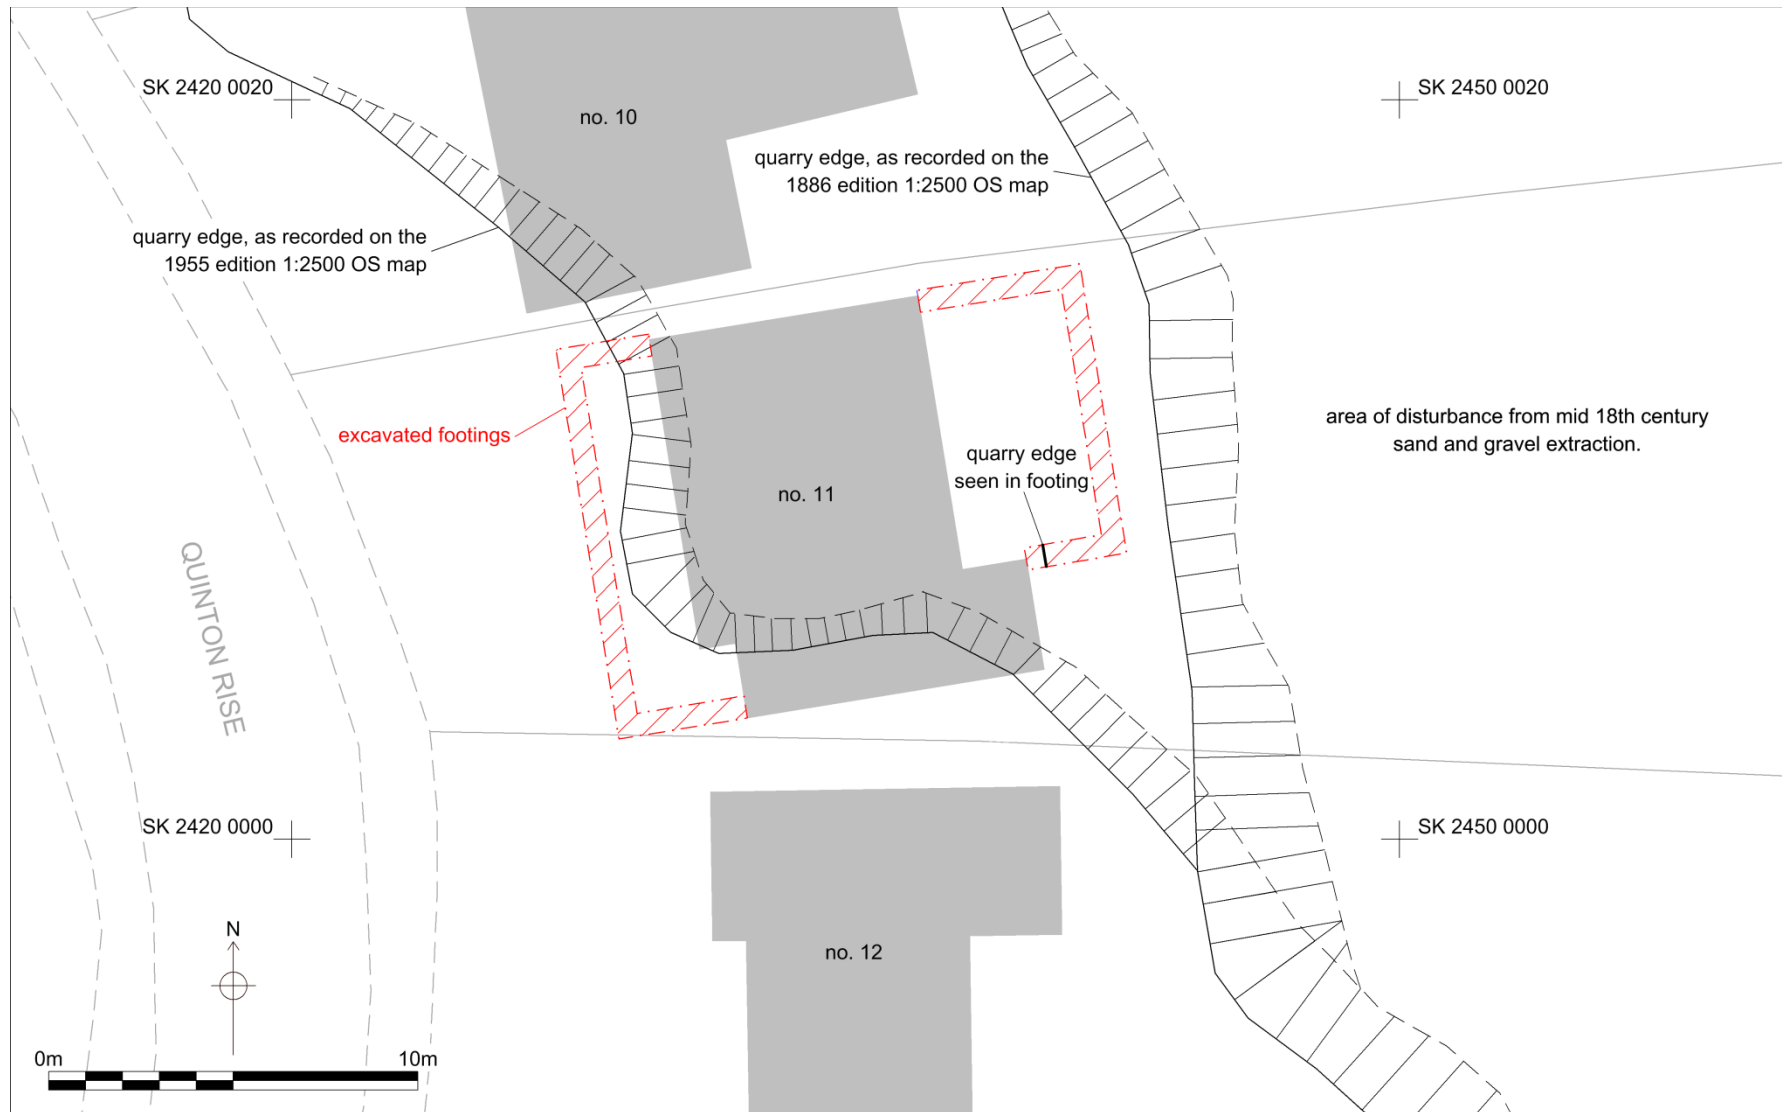 SK 2420 0020
no. 10
SK 2450 0020
quarry edge, as recorded on the
1886 edition 1:2500 OS map
quarry edge, as recorded on the
1955 edition 1:2500 OS map
excavated footings
area of disturbance from mid 18th century
sand and gravel extraction.
quarry edge
seen in footing
no. 11
QUINTON RISE
SK 2420 0000
SK 2450 0000
N
no. 12
0m
10m